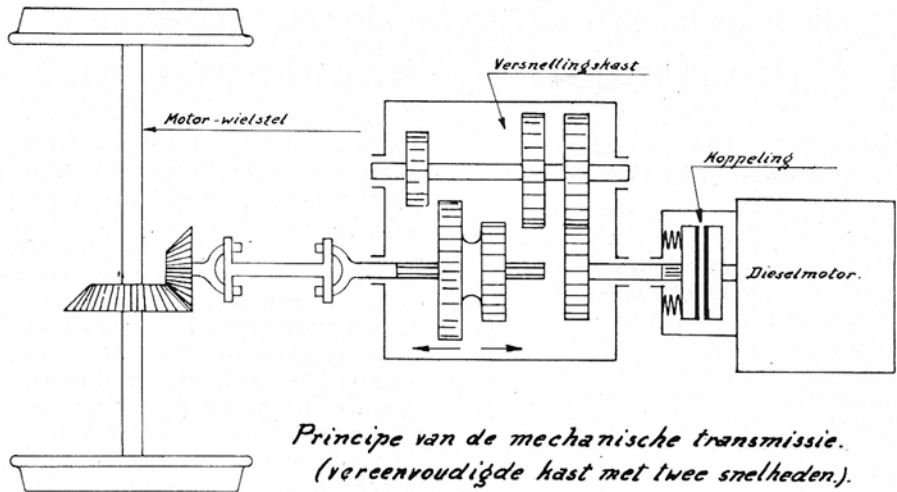 Versnellingskast
Motor-wielstel
Koppeling
Dieselmotor.
Principe van de mechanische transmissie.
(vereenvoudigde kast met twee snelheden.).